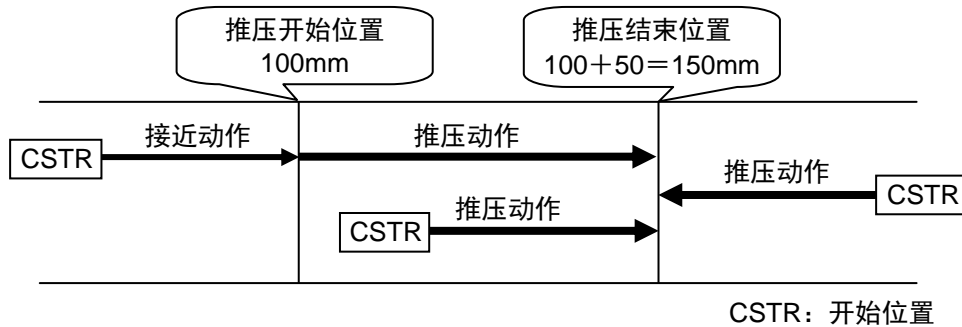 推压开始位置
100mm
推压结束位置
100＋50＝150mm
接近动作
推压动作
CSTR
推压动作
CSTR
推压动作
CSTR
CSTR：开始位置